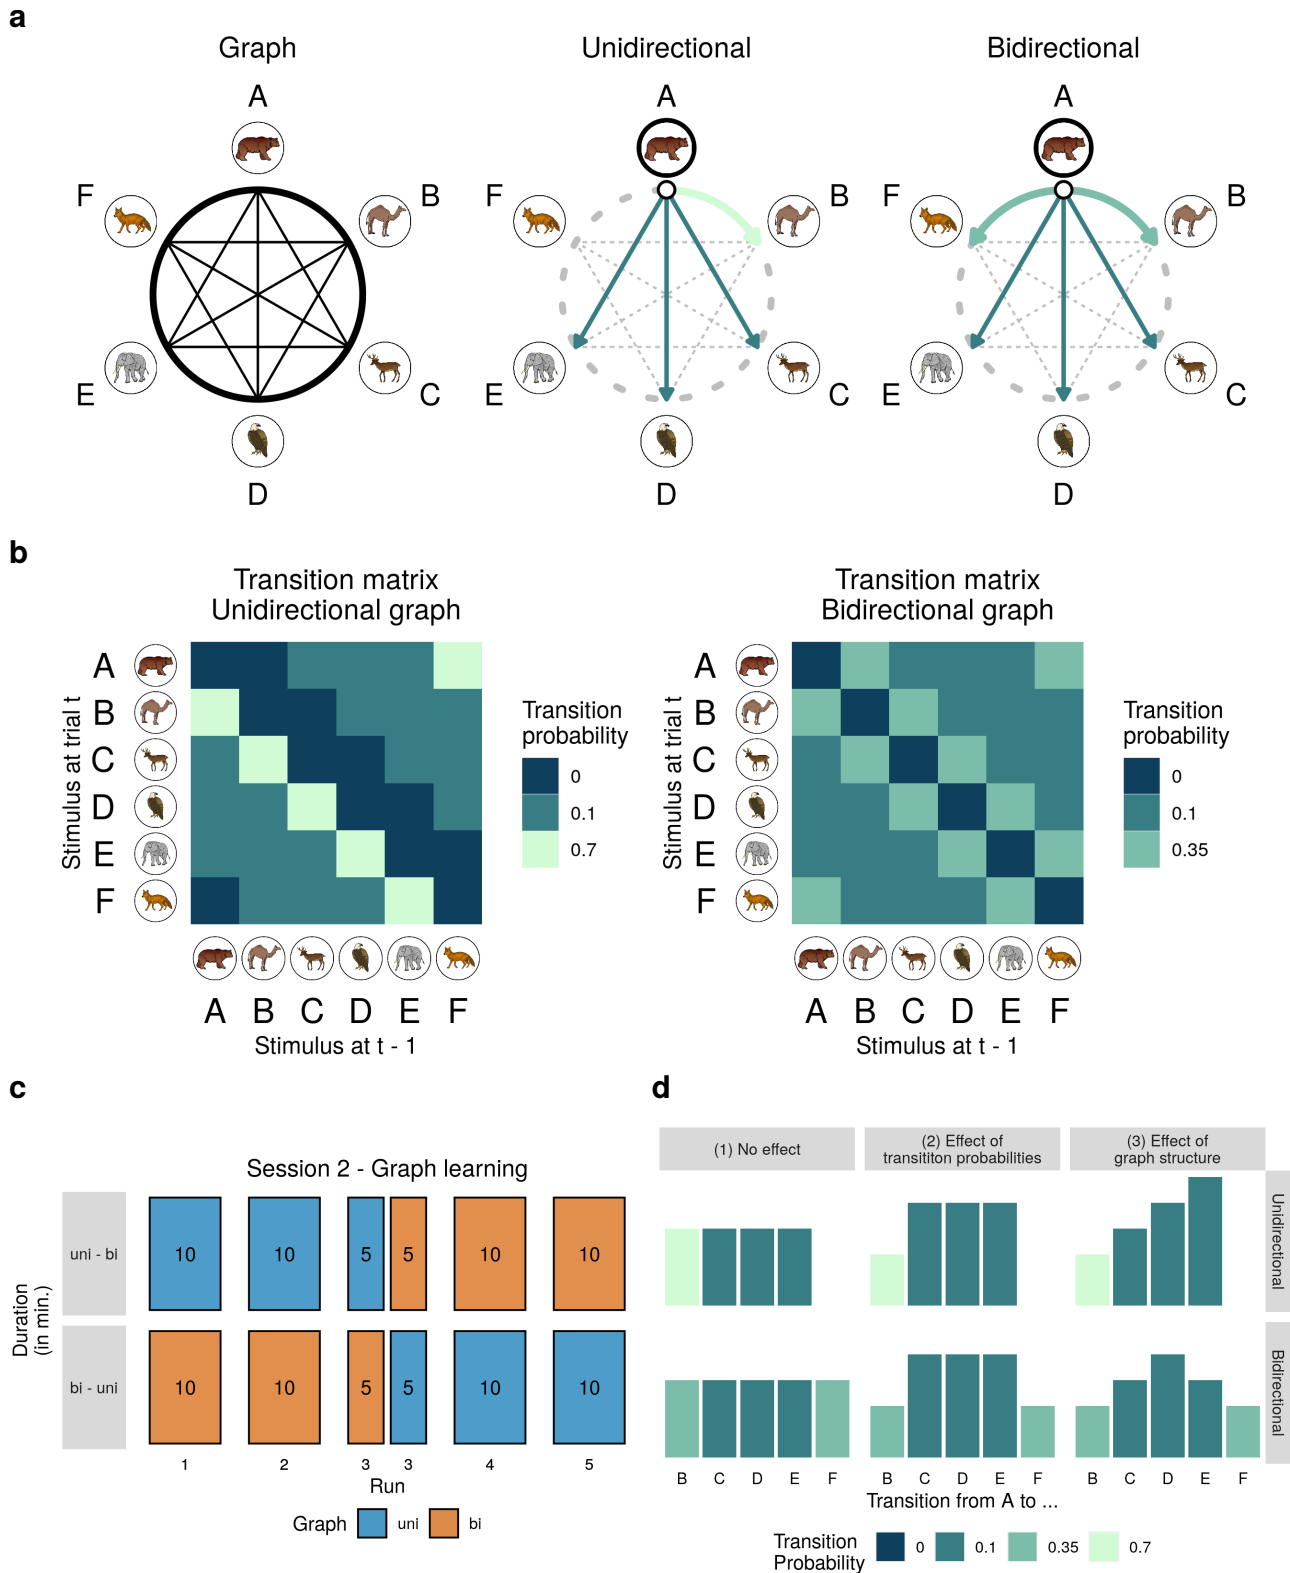 a
Graph
Unidirectional
Bidirectional
A
A
A
F
B
F
B
F
B
E
C
E
C
E
C
D
D
D
b
Transition matrix
Unidirectional graph
Transition matrix
Bidirectional graph
Stimulus at trial t
A
B
C
D
E
F
A B C D E F
Stimulus at t - 1
Transition
probability
0
0.1
0.7
Stimulus at trial t
A
B
C
D
E
F
A B C D E F
Stimulus at t - 1
Transition
probability
0
0.1
0.35
c
Session 2 - Graph learning
Duration
(in min.)
uni - bi
10 10 5 5 10 10
bi - uni
10 10 5 5 10 10
1 2 3 3 4 5
Run
Graph uni bi
d
(1) No effect
(2) Effect of
transititon probabilities
(3) Effect of
graph structure
Unidirectional
Bidirectional
B C D E F
B C D E F
B C D E F
Transition from A to ...
Transition
Probability
0 0.1 0.35 0.7